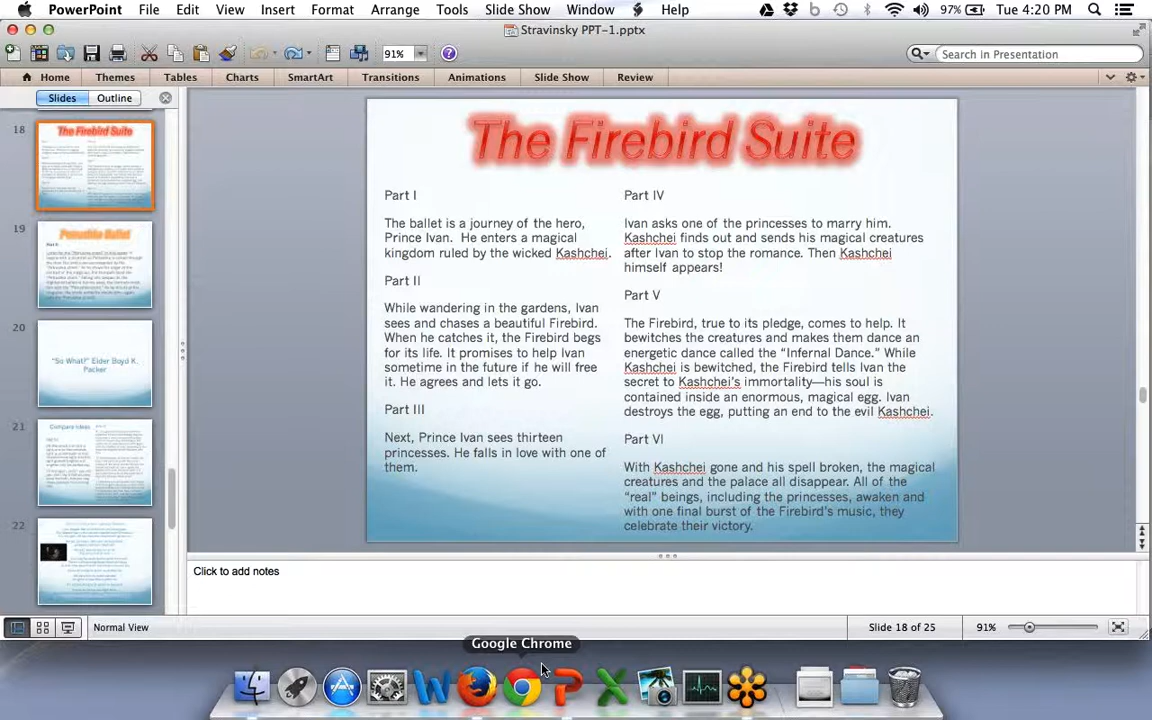 PowerPoint File Edit View Insert Format Arrange Tools Slide Show Window Help 97% Tue 4:20 PM
Stravinsky PPT-1.pptx
91% Search in Presentation
Home Themes Tables Charts SmartArt Transitions Animations Slide Show Review
Slides Outline
18
The Firebird Suite
19
Petrushka Ballet
20
"So What?" Elder Boyd K.
Packer
21
Compare Ideas
22
The Firebird Suite
Part I
The ballet is a journey of the hero,
Prince Ivan. He enters a magical
kingdom ruled by the wicked Kashchei.
Part II
While wandering in the gardens, Ivan
sees and chases a beautiful Firebird.
When he catches it, the Firebird begs
for its life. It promises to help Ivan
sometime in the future if he will free
it. He agrees and lets it go.
Part III
Next, Prince Ivan sees thirteen
princesses. He falls in love with one of
them.
Part IV
Ivan asks one of the princesses to marry him.
Kashchei finds out and sends his magical creatures
after Ivan to stop the romance. Then Kashchei
himself appears!
Part V
The Firebird, true to its pledge, comes to help. It
bewitches the creatures and makes them dance an
energetic dance called the “Infernal Dance.” While
Kashchei is bewitched, the Firebird tells Ivan the
secret to Kashchei’s immortality—his soul is
contained inside an enormous, magical egg. Ivan
destroys the egg, putting an end to the evil Kashchei.
Part VI
With Kashchei gone and his spell broken, the magical
creatures and the palace all disappear. All of the
“real” beings, including the princesses, awaken and
with one final burst of the Firebird’s music, they
celebrate their victory.
Click to add notes
Normal View Slide 18 of 25 91%
Google Chrome